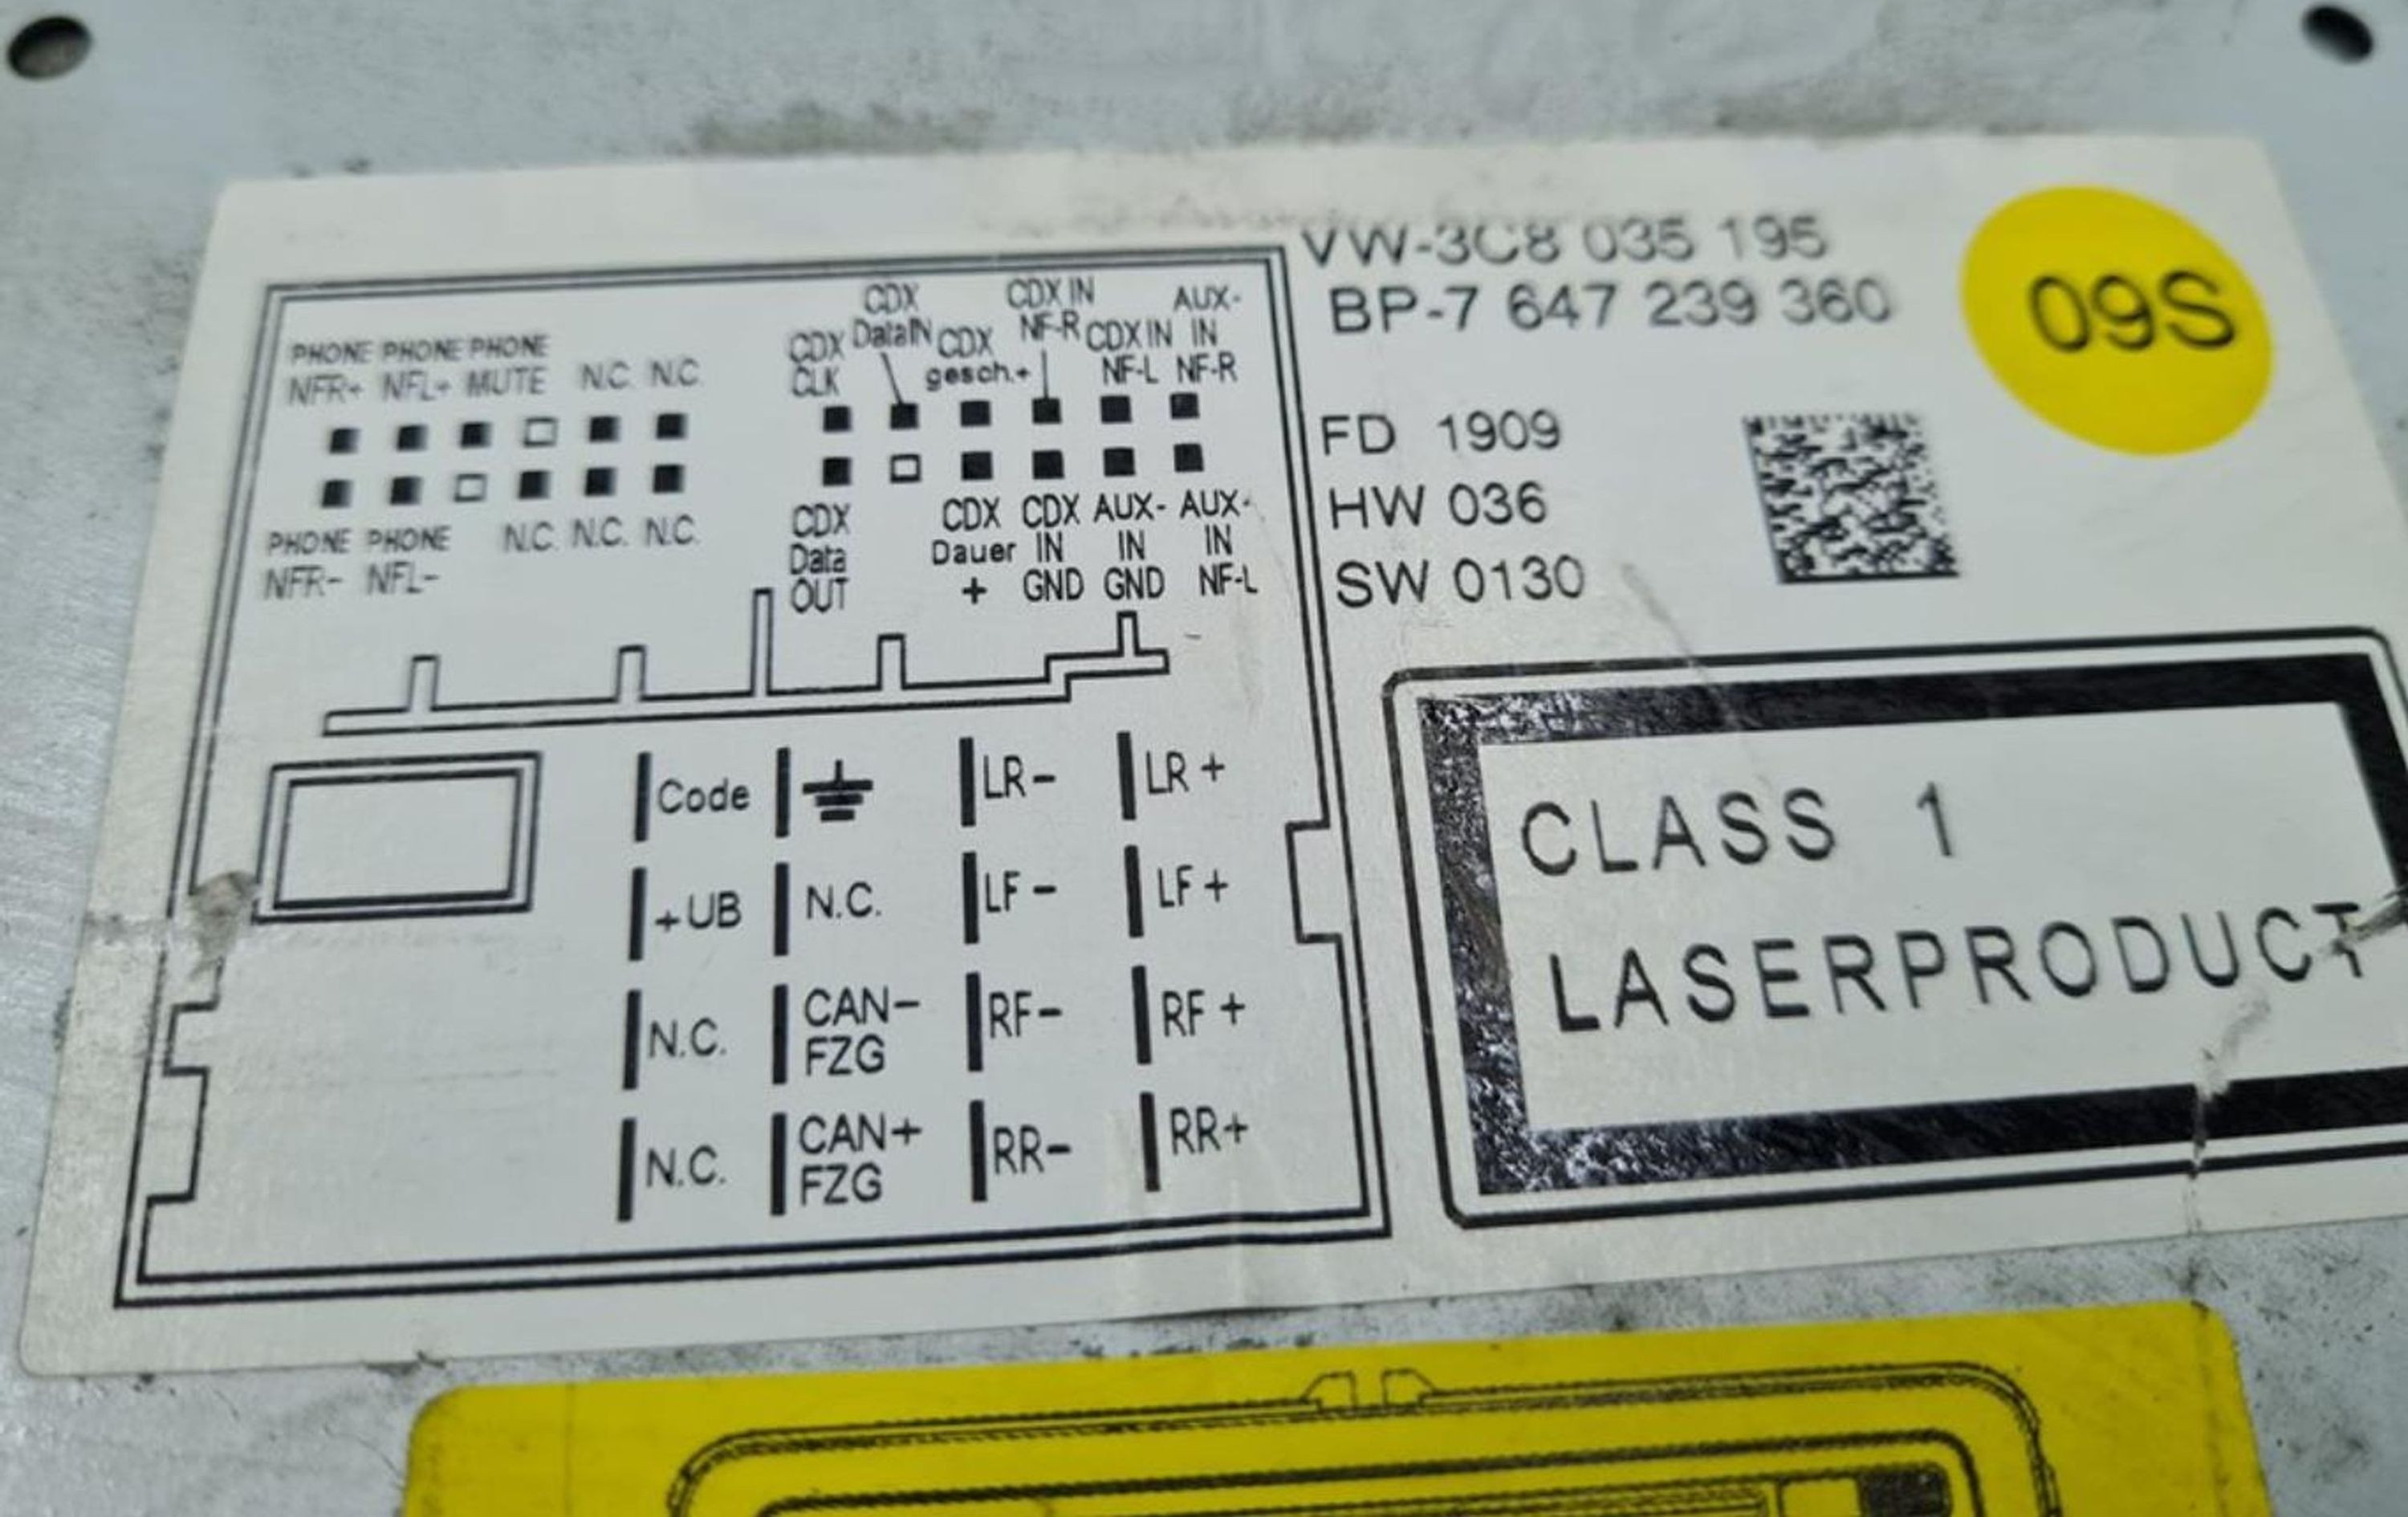 VW-3C8 035 195
BP-7 647 239 360
09S
FD 1909
HW 036
SW 0130
PHONE PHONE PHONE
NFR+ NFL+ MUTE N.C. N.C.
PHONE PHONE N.C. N.C. N.C.
NFR- NFL-
CDX CLK
CDX DataIN
CDX gesch.+
CDX IN NF-R
CDX IN NF-L
AUX- IN NF-R
CDX Data OUT
CDX Dauer +
CDX IN GND
AUX- IN GND
AUX- IN NF-L
Code LR- LR+
+UB N.C. LF- LF+
N.C. CAN- FZG RF- RF+
N.C. CAN+ FZG RR- RR+
CLASS 1
LASERPRODUCT